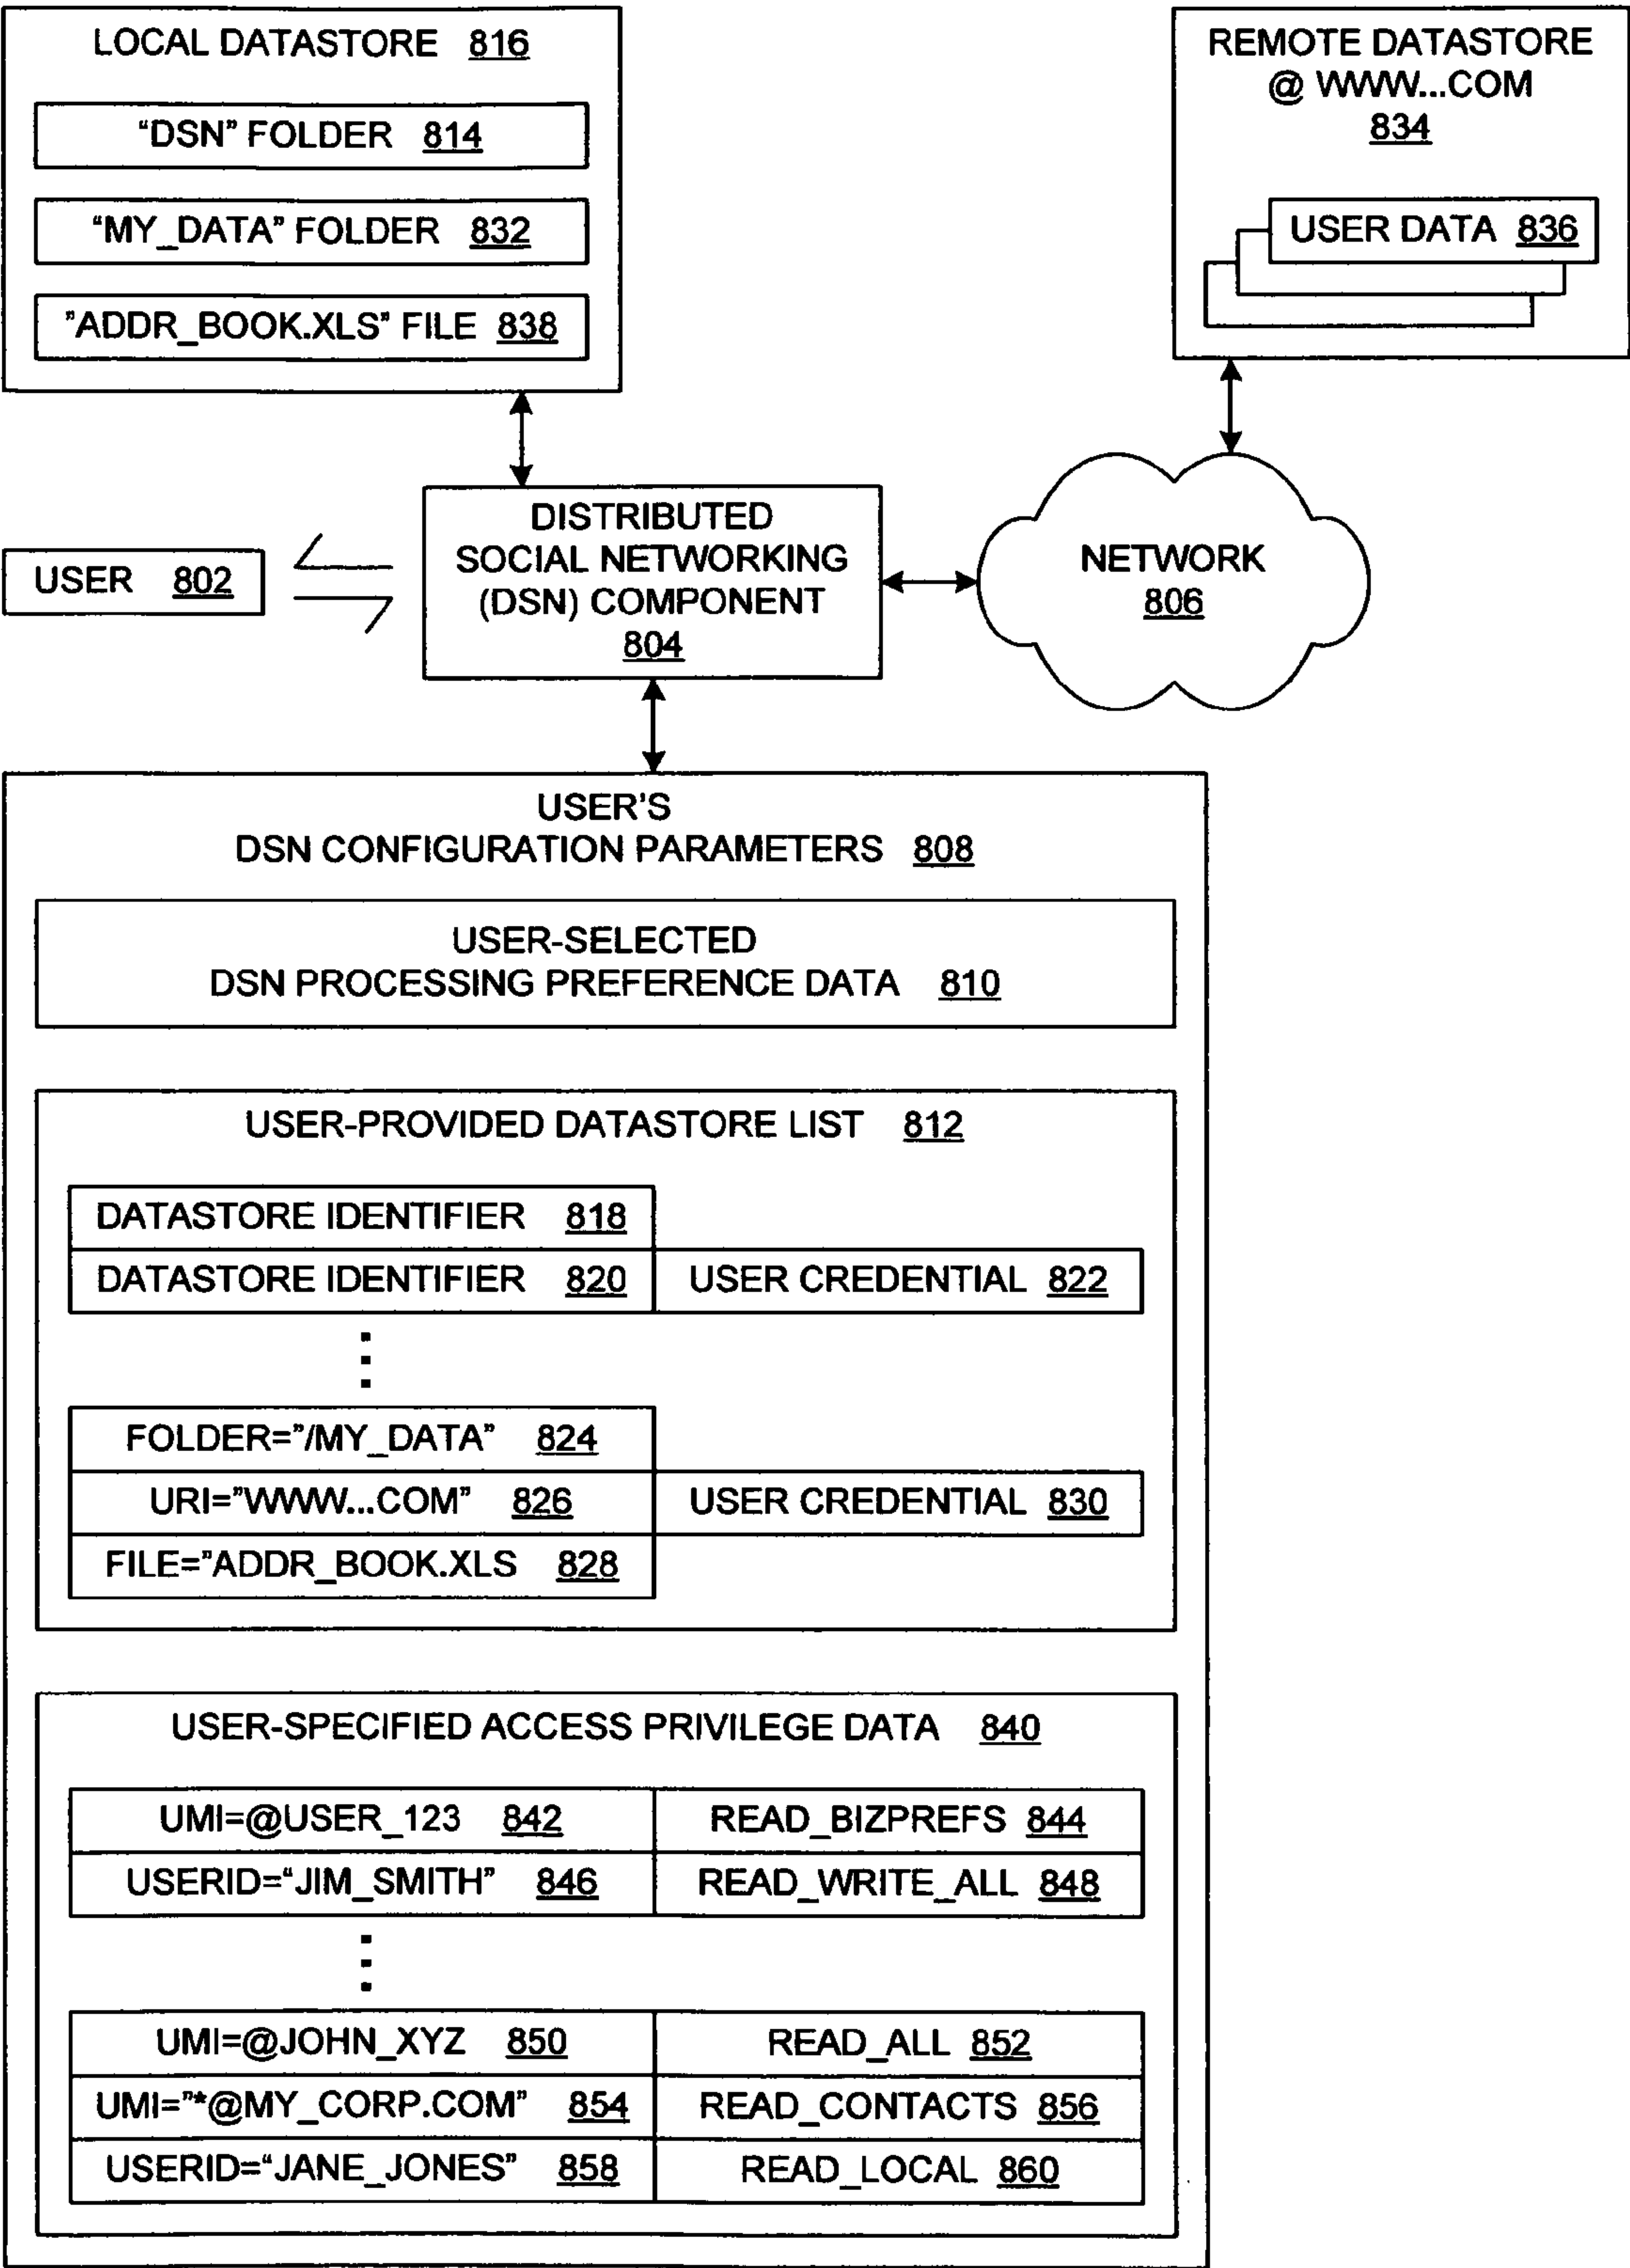 LOCAL DATASTORE 816
“DSN” FOLDER 814
“MY_DATA” FOLDER 832
”ADDR_BOOK.XLS” FILE 838
REMOTE DATASTORE
@ WWW...COM
834
USER DATA 836
USER 802
DISTRIBUTED
SOCIAL NETWORKING
(DSN) COMPONENT
804
NETWORK
806
USER'S
DSN CONFIGURATION PARAMETERS 808
USER-SELECTED
DSN PROCESSING PREFERENCE DATA 810
USER-PROVIDED DATASTORE LIST 812
DATASTORE IDENTIFIER 818
DATASTORE IDENTIFIER 820 USER CREDENTIAL 822
FOLDER=”/MY_DATA” 824
URI=”WWW...COM” 826 USER CREDENTIAL 830
FILE=”ADDR_BOOK.XLS 828
USER-SPECIFIED ACCESS PRIVILEGE DATA 840
UMI=@USER_123 842 READ_BIZPREFS 844
USERID=“JIM_SMITH” 846 READ_WRITE_ALL 848
UMI=@JOHN_XYZ 850 READ_ALL 852
UMI=”*@MY_CORP.COM” 854 READ_CONTACTS 856
USERID=“JANE_JONES” 858 READ_LOCAL 860